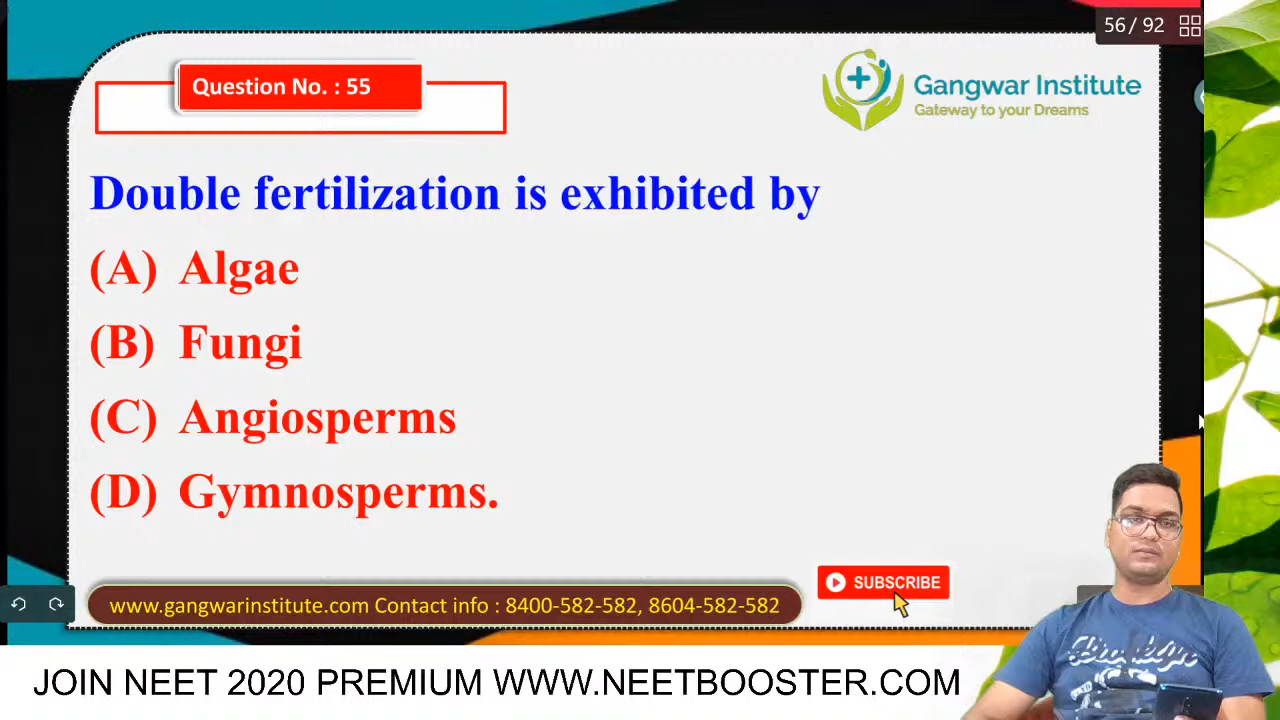 56 / 92
Question No. : 55
Gangwar Institute
Gateway to your Dreams
Double fertilization is exhibited by
(A) Algae
(B) Fungi
(C) Angiosperms
(D) Gymnosperms.
www.gangwarinstitute.com Contact info : 8400-582-582, 8604-582-582
SUBSCRIBE
JOIN NEET 2020 PREMIUM WWW.NEETBOOSTER.COM